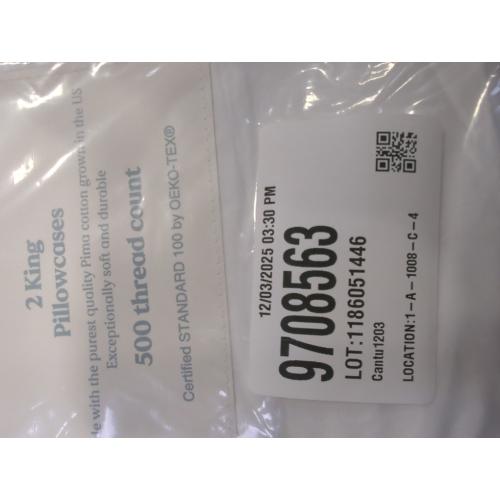 2 King
Pillowcases
de with the purest quality Pima cotton grown in the US
Exceptionally soft and durable
500 thread count
Certified STANDARD 100 by OEKO-TEX®
12/03/2025 03:30 PM
9708563
LOT:1186051446
Cantu1203
LOCATION:1-A-1008-C-4